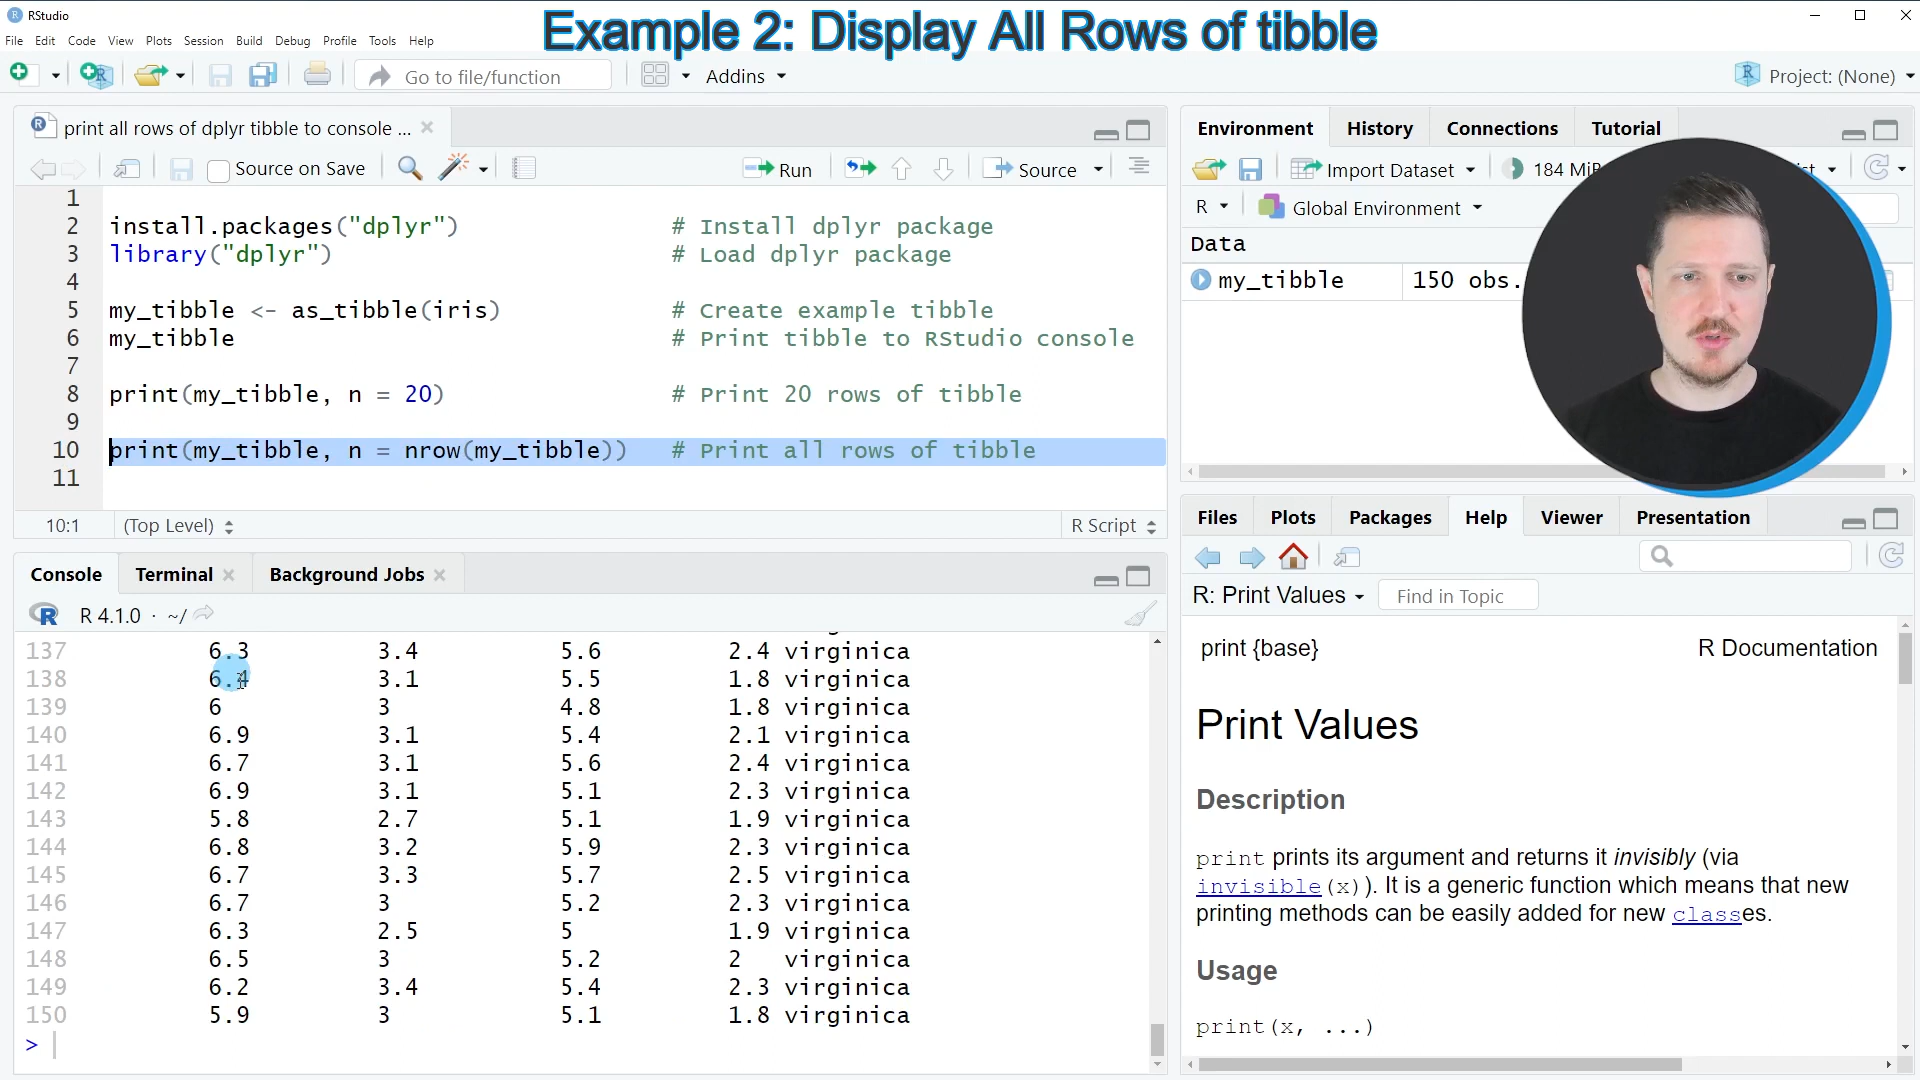 RStudio
Example 2: Display All Rows of tibble
File Edit Code View Plots Session Build Debug Profile Tools Help
Go to file/function
Addins
Project: (None)
print all rows of dplyr tibble to console ...
Source on Save
Run
Source
1
2 install.packages("dplyr") # Install dplyr package
3 library("dplyr") # Load dplyr package
4
5 my_tibble <- as_tibble(iris) # Create example tibble
6 my_tibble # Print tibble to RStudio console
7
8 print(my_tibble, n = 20) # Print 20 rows of tibble
9
10 print(my_tibble, n = nrow(my_tibble)) # Print all rows of tibble
11
10:1 (Top Level) R Script
Console Terminal Background Jobs
R 4.1.0 · ~/
137 6.3 3.4 5.6 2.4 virginica
138 6.4 3.1 5.5 1.8 virginica
139 6 3 4.8 1.8 virginica
140 6.9 3.1 5.4 2.1 virginica
141 6.7 3.1 5.6 2.4 virginica
142 6.9 3.1 5.1 2.3 virginica
143 5.8 2.7 5.1 1.9 virginica
144 6.8 3.2 5.9 2.3 virginica
145 6.7 3.3 5.7 2.5 virginica
146 6.7 3 5.2 2.3 virginica
147 6.3 2.5 5 1.9 virginica
148 6.5 3 5.2 2 virginica
149 6.2 3.4 5.4 2.3 virginica
150 5.9 3 5.1 1.8 virginica
>
Environment History Connections Tutorial
Import Dataset 184
R Global Environment
Data
my_tibble 150 obs.
Files Plots Packages Help Viewer Presentation
R: Print Values Find in Topic
print {base} R Documentation
Print Values
Description
print prints its argument and returns it invisibly (via
invisible(x)). It is a generic function which means that new
printing methods can be easily added for new classes.
Usage
print(x, ...)